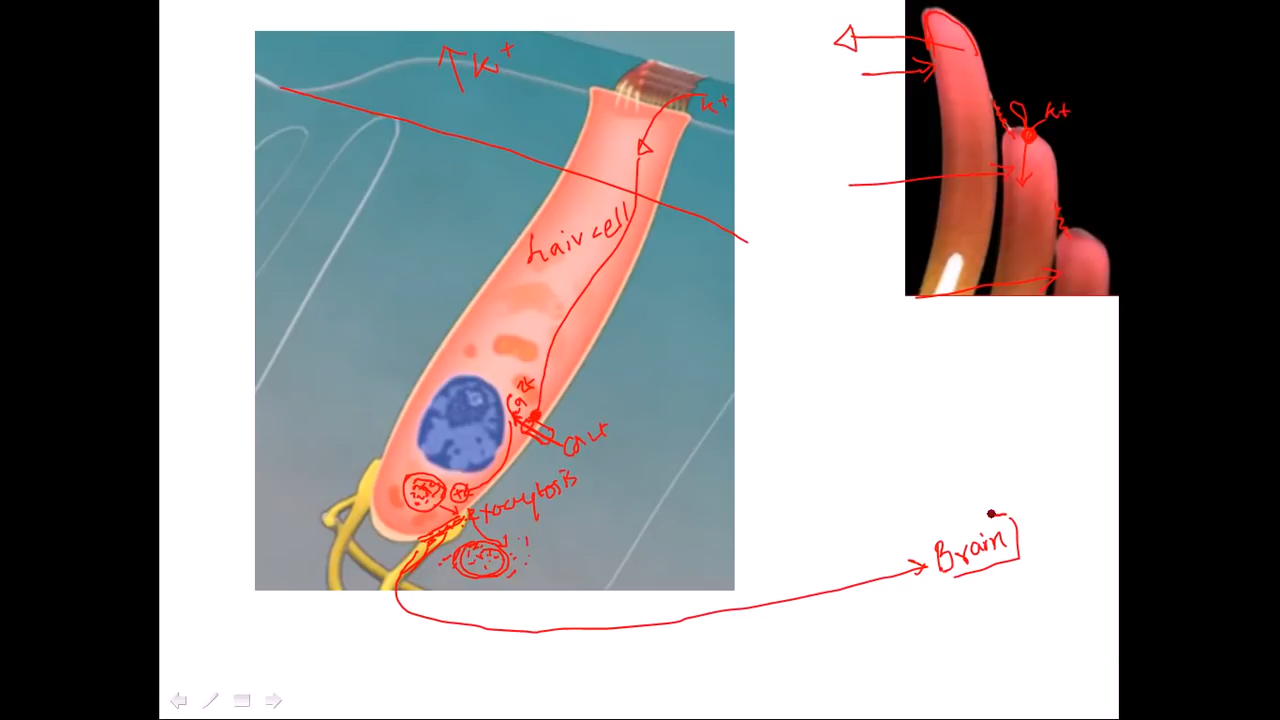 ↑ K+
K+
K+
hair cell
Ca2+
Ca2+
exocytosis
Brain